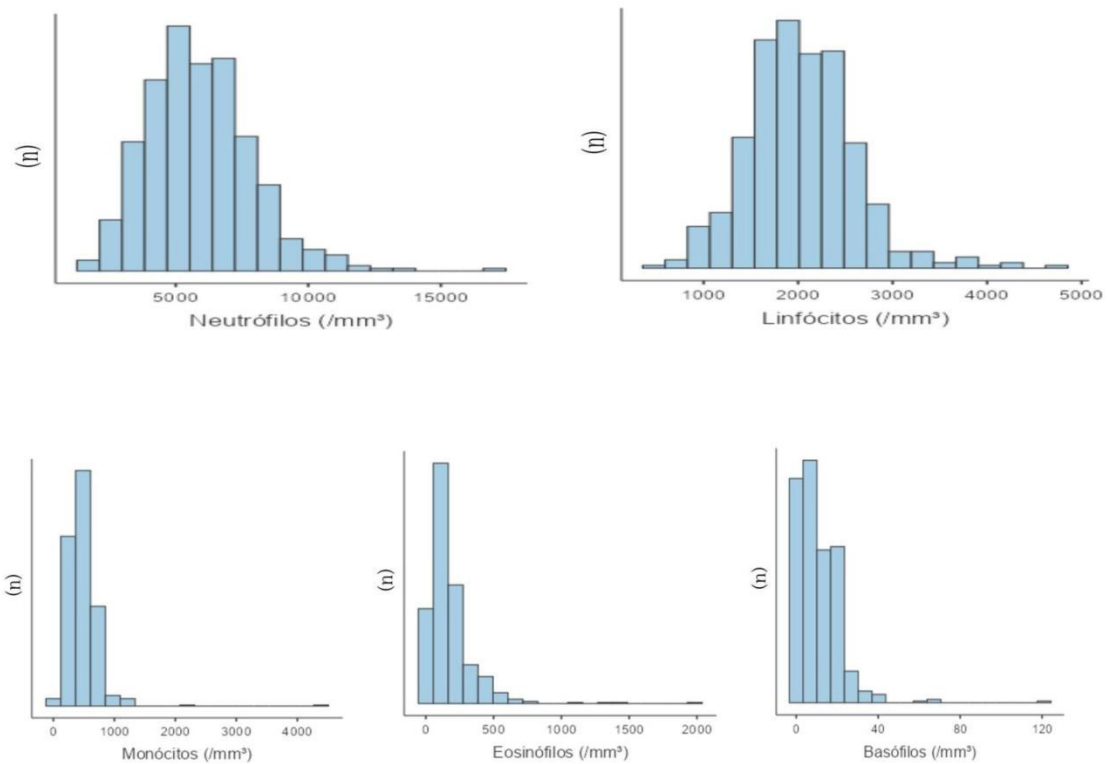 (n)
5000 10000 15000
Neutrófilos (/mm³)
(n)
1000 2000 3000 4000 5000
Linfócitos (/mm³)
(n)
0 1000 2000 3000 4000
Monócitos (/mm³)
(n)
0 500 1000 1500 2000
Eosinófilos (/mm³)
(n)
0 40 80 120
Basófilos (/mm³)